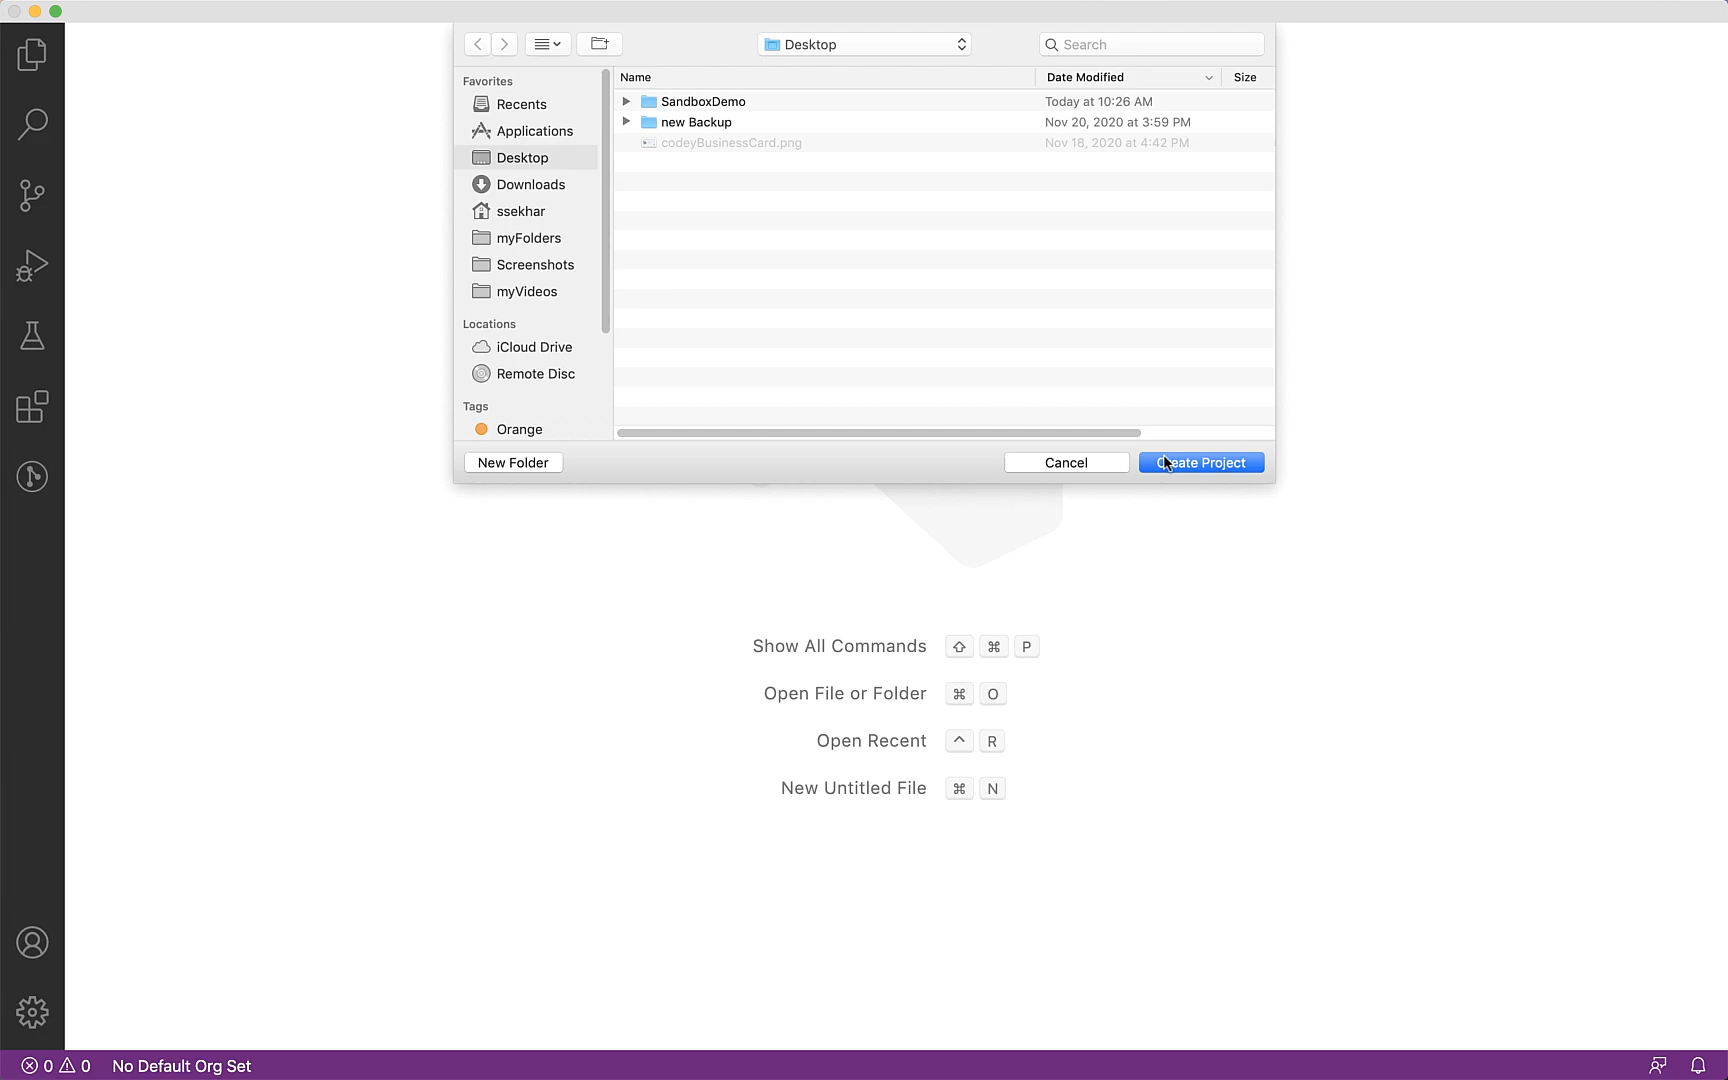 Desktop
Search
Favorites
Recents
Applications
Desktop
Downloads
ssekhar
myFolders
Screenshots
myVideos
Locations
iCloud Drive
Remote Disc
Tags
Orange
Name Date Modified Size
SandboxDemo Today at 10:26 AM
new Backup Nov 20, 2020 at 3:59 PM
codeyBusinessCard.png Nov 18, 2020 at 4:42 PM
New Folder Cancel Create Project
Show All Commands ⇧ ⌘ P
Open File or Folder ⌘ O
Open Recent ^ R
New Untitled File ⌘ N
0 0 No Default Org Set